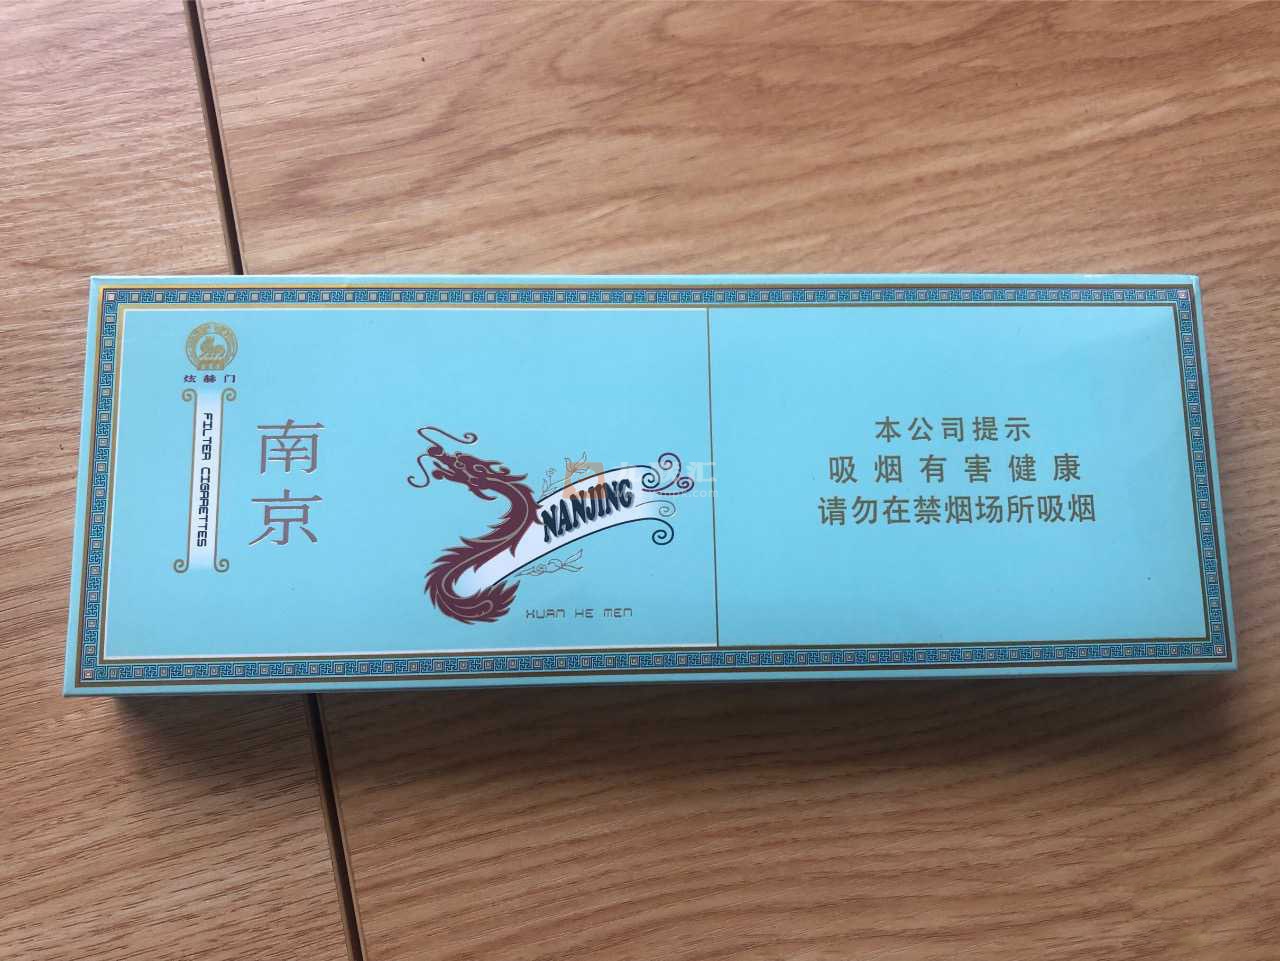 炫赫门
FILTER CIGARETTES
南京
NANJING
XUAN HE MEN
本公司提示
吸烟有害健康
请勿在禁烟场所吸烟